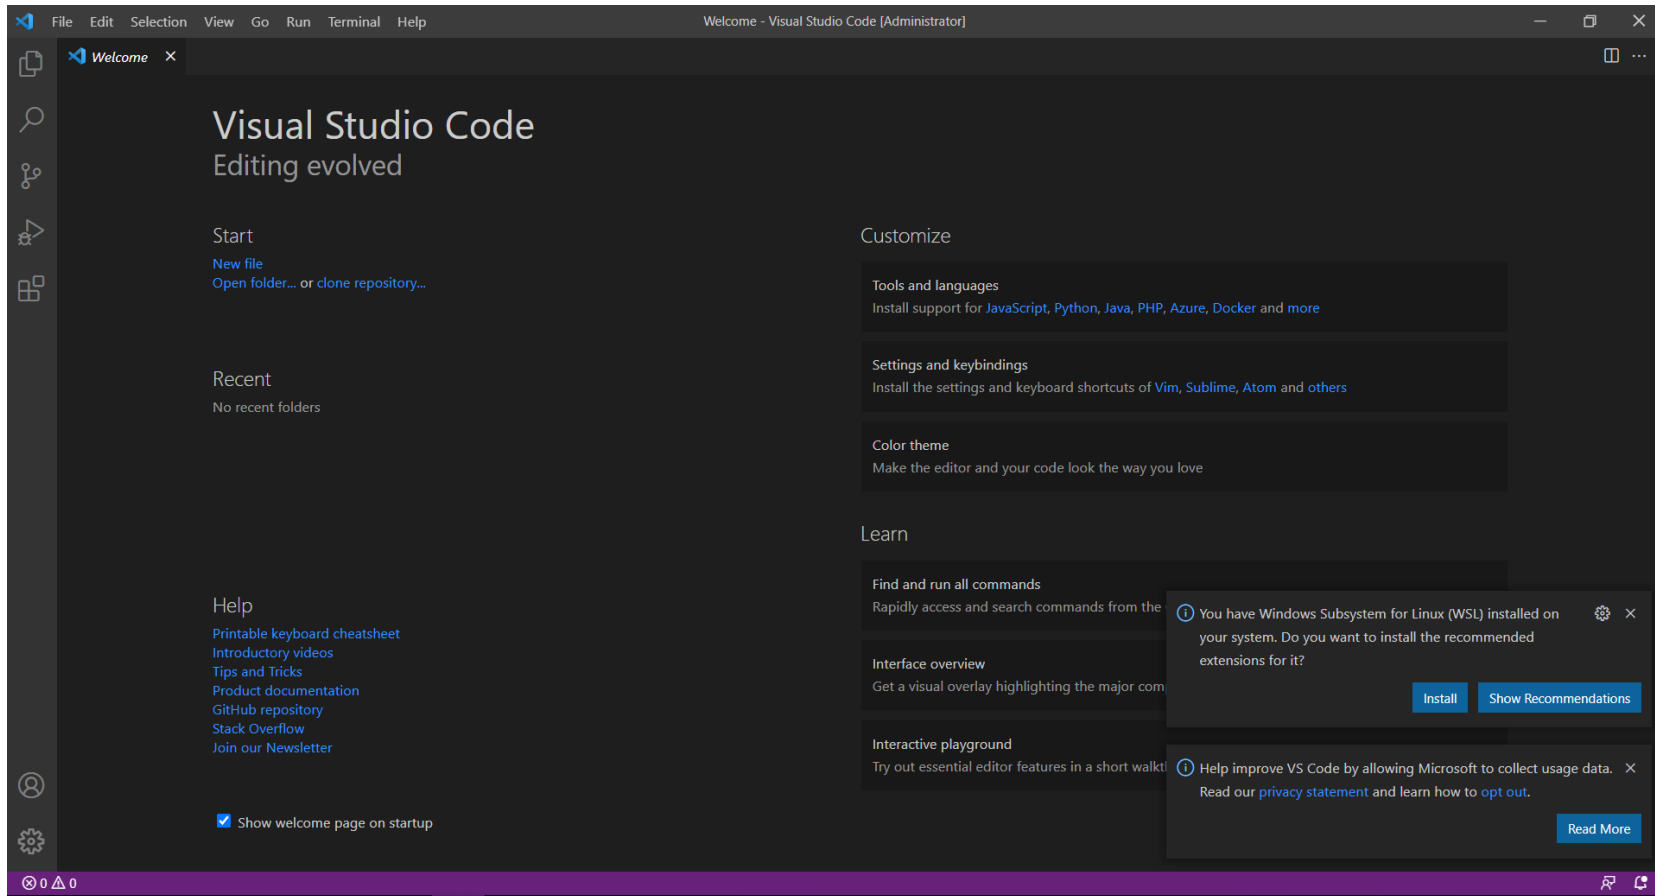 File Edit Selection View Go Run Terminal Help
Welcome - Visual Studio Code [Administrator]
Welcome
Visual Studio Code
Editing evolved
Start
New file
Open folder... or clone repository...
Recent
No recent folders
Help
Printable keyboard cheatsheet
Introductory videos
Tips and Tricks
Product documentation
GitHub repository
Stack Overflow
Join our Newsletter
Show welcome page on startup
Customize
Tools and languages
Install support for JavaScript, Python, Java, PHP, Azure, Docker and more
Settings and keybindings
Install the settings and keyboard shortcuts of Vim, Sublime, Atom and others
Color theme
Make the editor and your code look the way you love
Learn
Find and run all commands
Rapidly access and search commands from the
Interface overview
Get a visual overlay highlighting the major com
Interactive playground
Try out essential editor features in a short walkt
You have Windows Subsystem for Linux (WSL) installed on
your system. Do you want to install the recommended
extensions for it?
Install Show Recommendations
Help improve VS Code by allowing Microsoft to collect usage data.
Read our privacy statement and learn how to opt out.
Read More
0 0